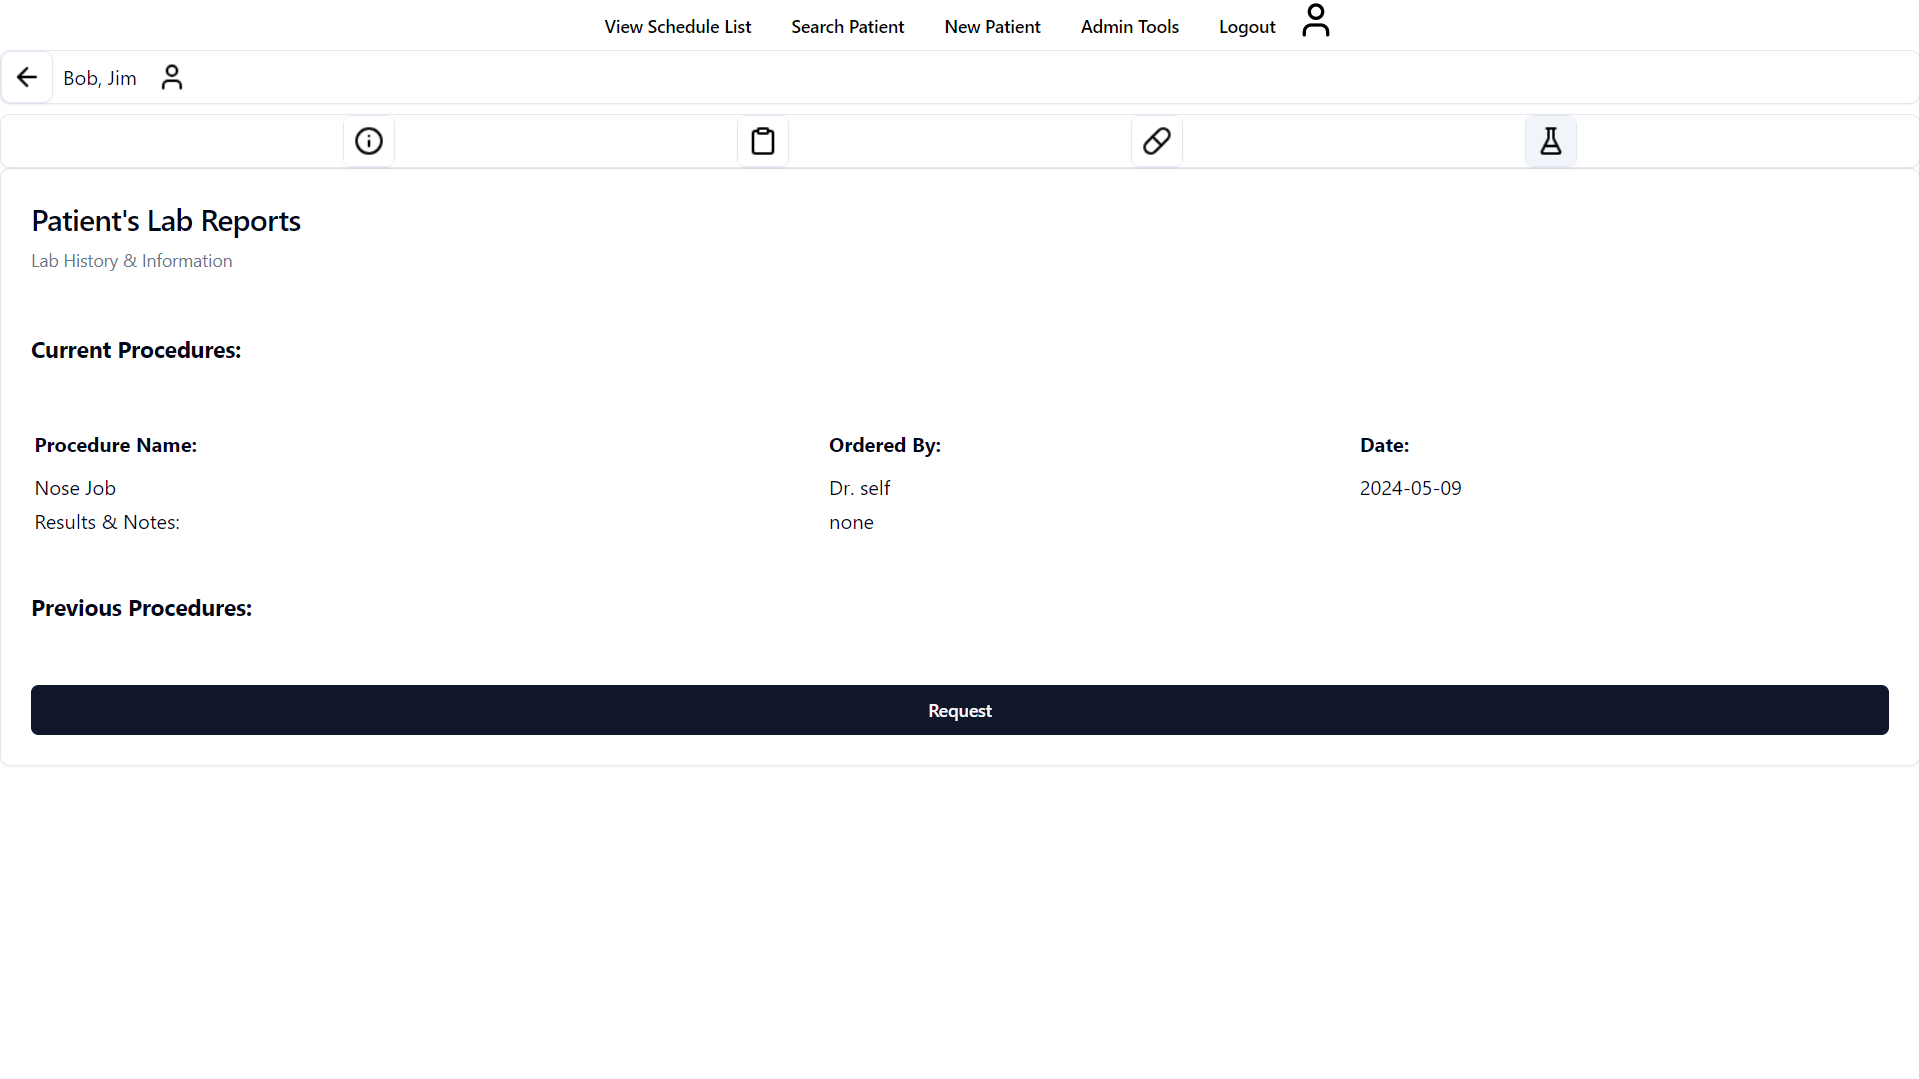 View Schedule List Search Patient New Patient Admin Tools Logout
Bob, Jim
Patient's Lab Reports
Lab History & Information
Current Procedures:
Procedure Name: Ordered By: Date:
Nose Job Dr. self 2024-05-09
Results & Notes: none
Previous Procedures:
Request